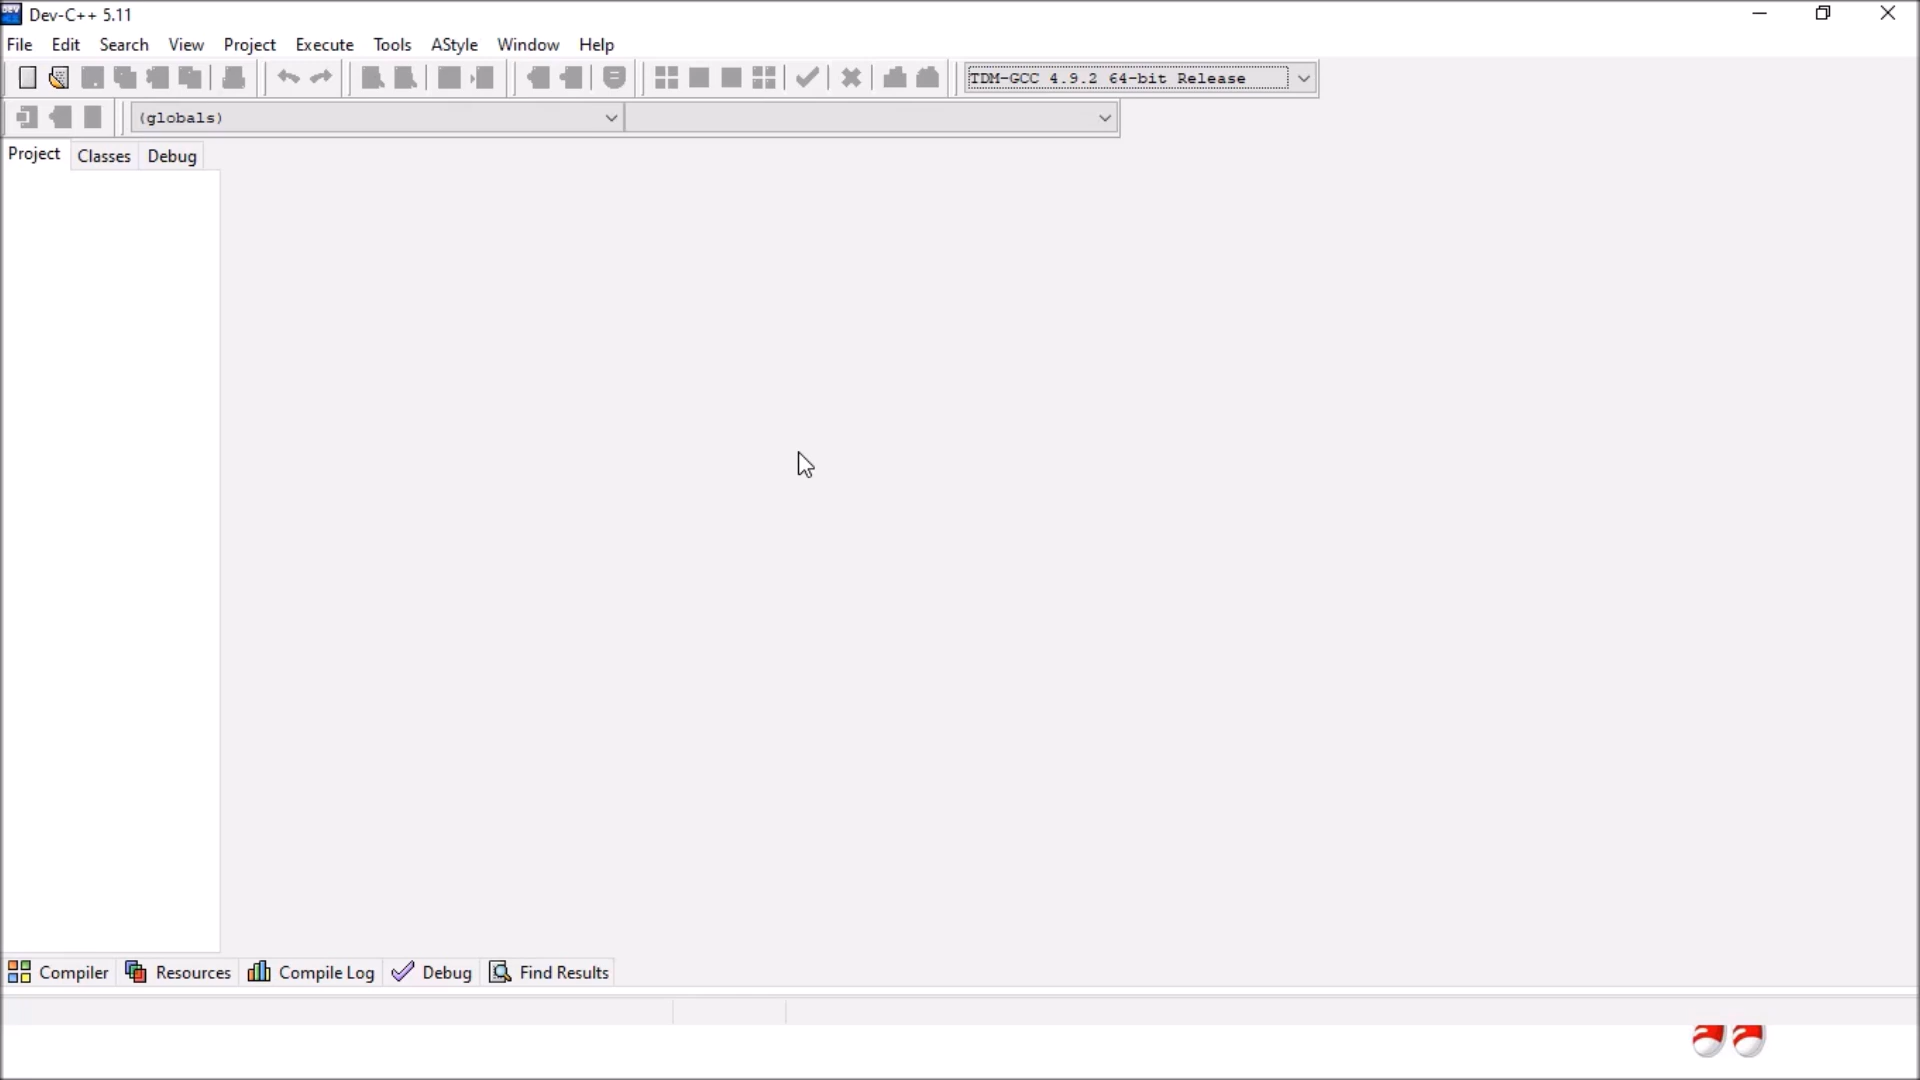 Dev-C++ 5.11
File Edit Search View Project Execute Tools AStyle Window Help
TDM-GCC 4.9.2 64-bit Release
(globals)
Project Classes Debug
Compiler Resources Compile Log Debug Find Results